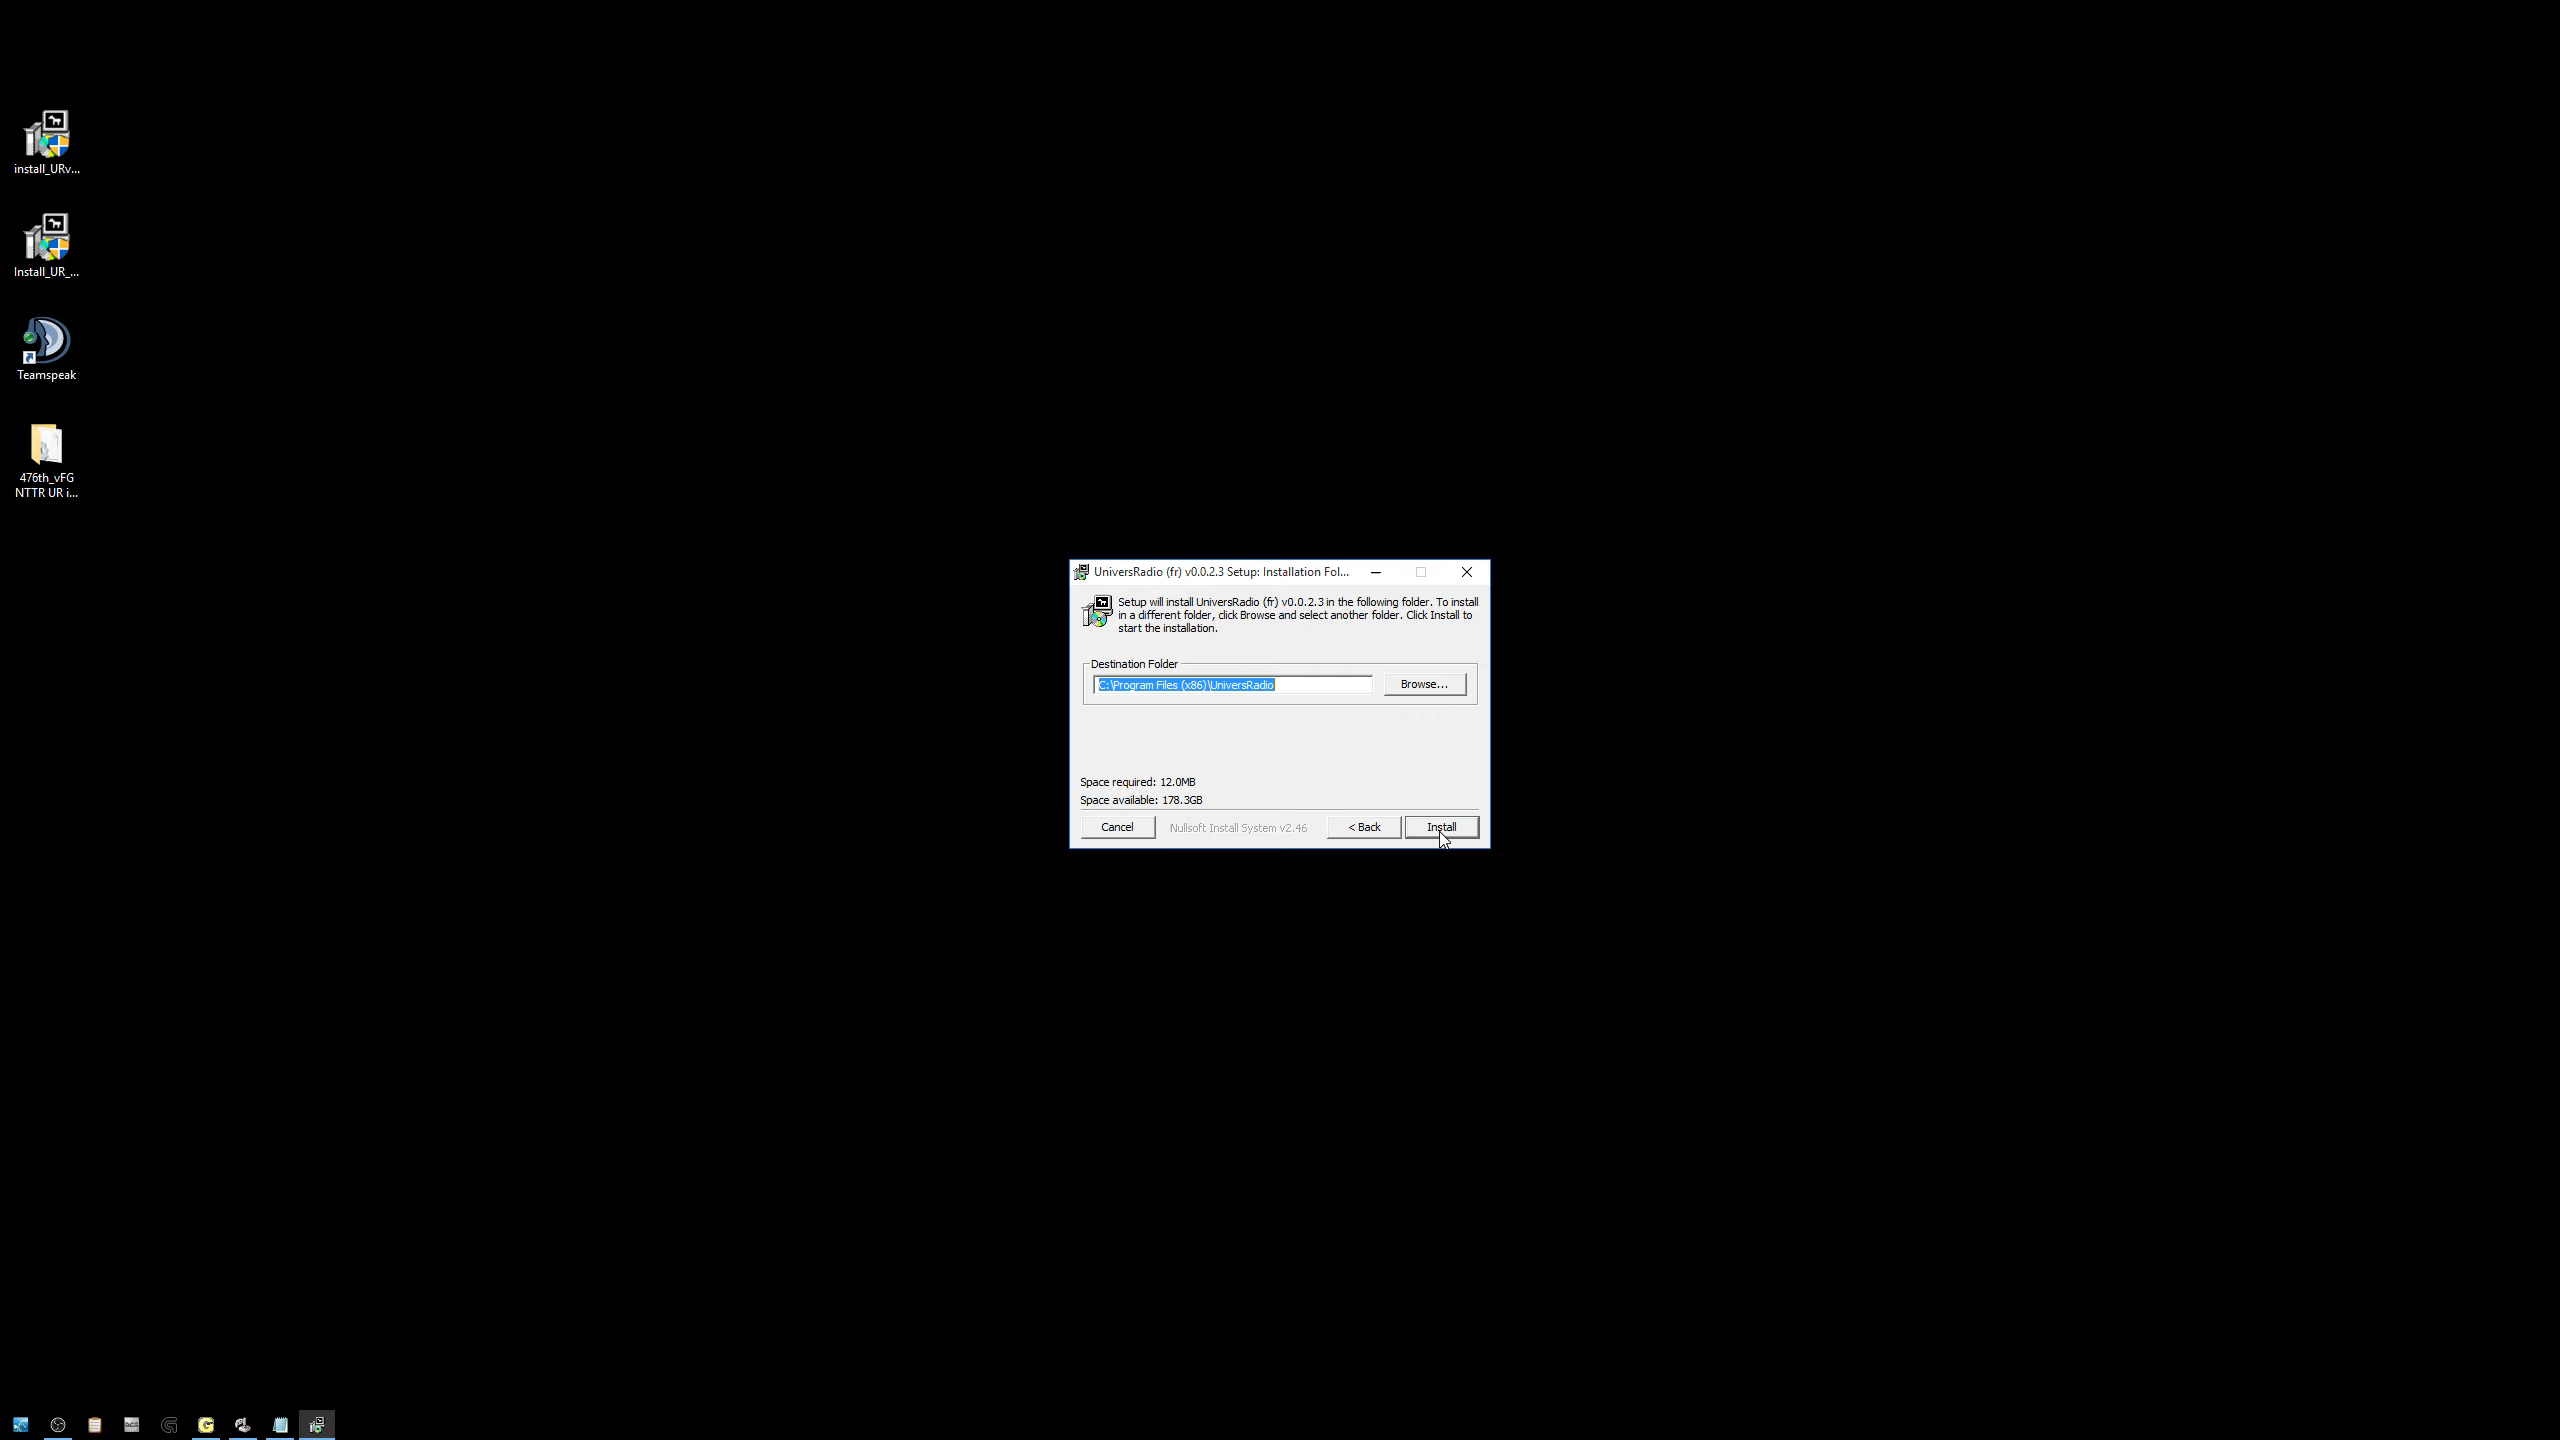 install_URv...
Install_UR_...
Teamspeak
476th_vFG
NTTR UR i...
UniversRadio (fr) v0.0.2.3 Setup: Installation Fol...
Setup will install UniversRadio (fr) v0.0.2.3 in the following folder. To install
in a different folder, click Browse and select another folder. Click Install to
start the installation.
Destination Folder
C:\Program Files (x86)\UniversRadio
Browse...
Space required: 12.0MB
Space available: 178.3GB
Cancel
Nullsoft Install System v2.46
< Back
Install
DCS